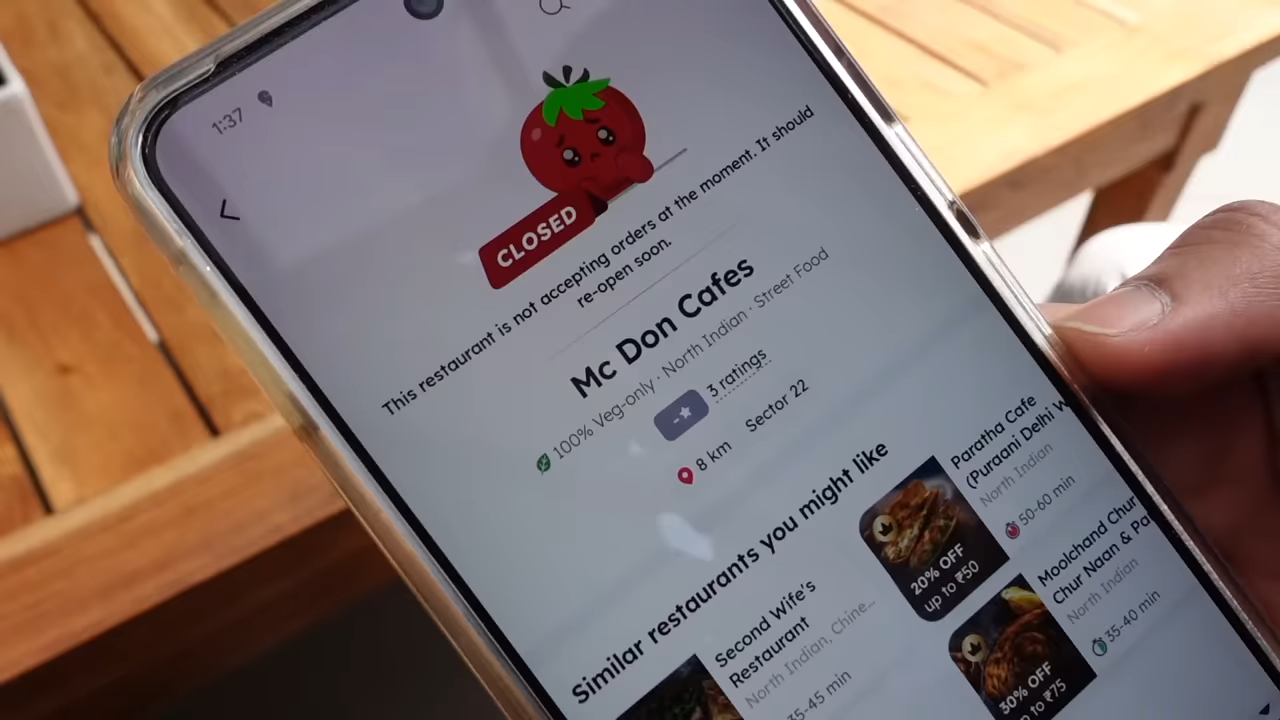 1:37
CLOSED
This restaurant is not accepting orders at the moment. It should
re-open soon.
Mc Don Cafes
100% Veg-only · North Indian · Street Food
3 ratings
8 km Sector 22
Similar restaurants you might like
Second Wife's
Restaurant
North Indian, Chine...
35-45 min
20% OFF
up to ₹50
Paratha Cafe
(Puraani Delhi W
North Indian
50-60 min
30% OFF
up to ₹75
Moolchand Chur
Chur Naan & Pa
North Indian
35-40 min